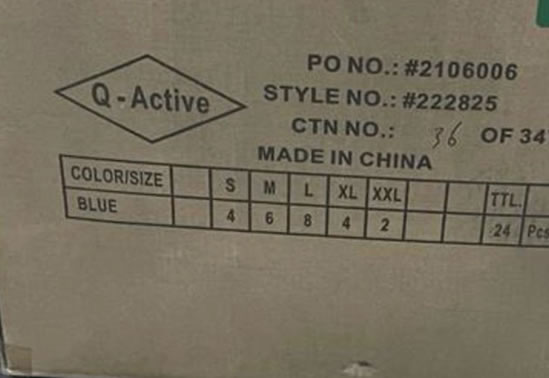 PO NO.: #2106006
Q-Active
STYLE NO.: #222825
CTN NO.: 36 OF 34
MADE IN CHINA
COLOR/SIZE S M L XL XXL TTL.
BLUE 4 6 8 4 2 24 Pcs